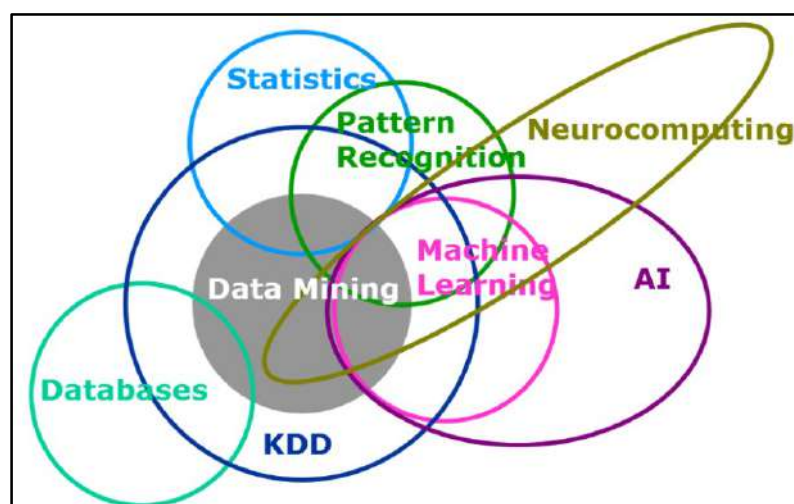 Statistics
Pattern
Recognition
Neurocomputing
Machine
Learning
AI
Data Mining
Databases
KDD